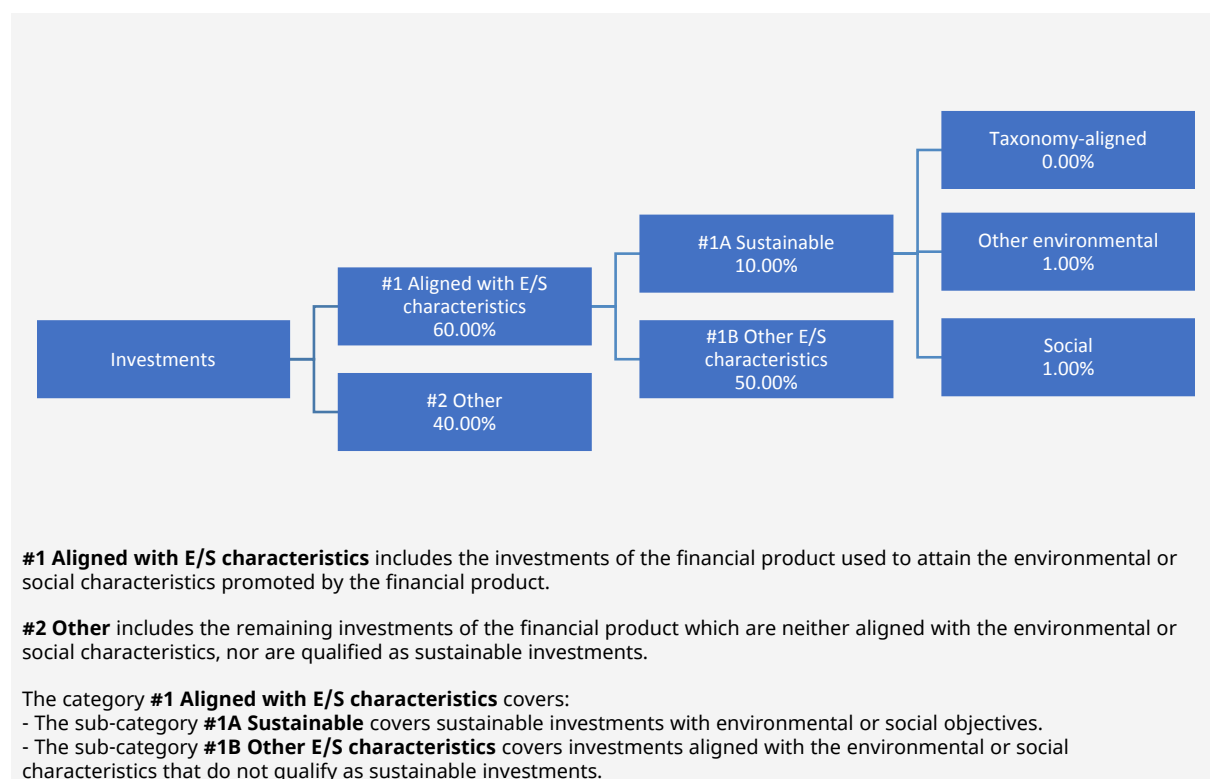 Investments
#1 Aligned with E/S
characteristics
60.00%
#2 Other
40.00%
#1A Sustainable
10.00%
#1B Other E/S
characteristics
50.00%
Taxonomy-aligned
0.00%
Other environmental
1.00%
Social
1.00%
#1 Aligned with E/S characteristics includes the investments of the financial product used to attain the environmental or
social characteristics promoted by the financial product.
#2 Other includes the remaining investments of the financial product which are neither aligned with the environmental or
social characteristics, nor are qualified as sustainable investments.
The category #1 Aligned with E/S characteristics covers:
- The sub-category #1A Sustainable covers sustainable investments with environmental or social objectives.
- The sub-category #1B Other E/S characteristics covers investments aligned with the environmental or social
characteristics that do not qualify as sustainable investments.